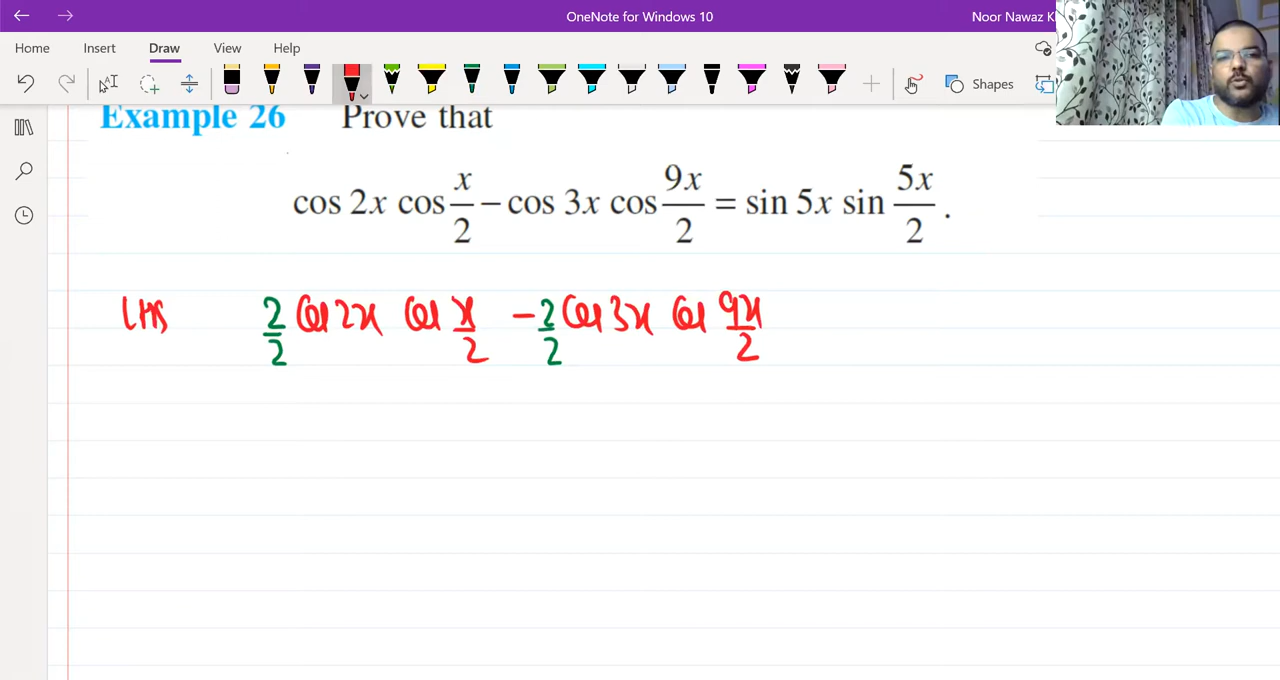 OneNote for Windows 10
Noor Nawaz K
Home Insert Draw View Help
Shapes
Example 26 Prove that
cos 2x cos x/2 − cos 3x cos 9x/2 = sin 5x sin 5x/2 .
LHS 2/2 Cos 2x Cos x/2 − 2/2 Cos 3x Cos 9x/2